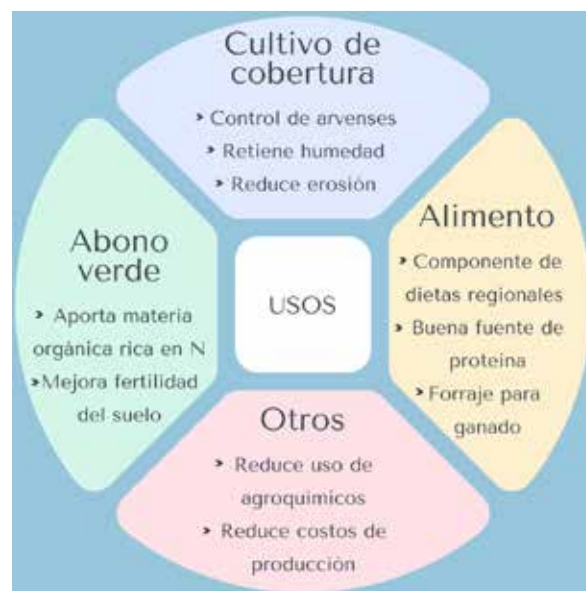 Cultivo de
cobertura
➤ Control de arvenses
➤ Retiene humedad
➤ Reduce erosión
Abono
verde
➤ Aporta materia
orgánica rica en N
➤Mejora fertilidad
del suelo
USOS
Alimento
➤ Componente de
dietas regionales
➤ Buena fuente de
proteina
➤ Forraje para
ganado
Otros
➤ Reduce uso de
agroquímicos
➤ Reduce costos de
producción